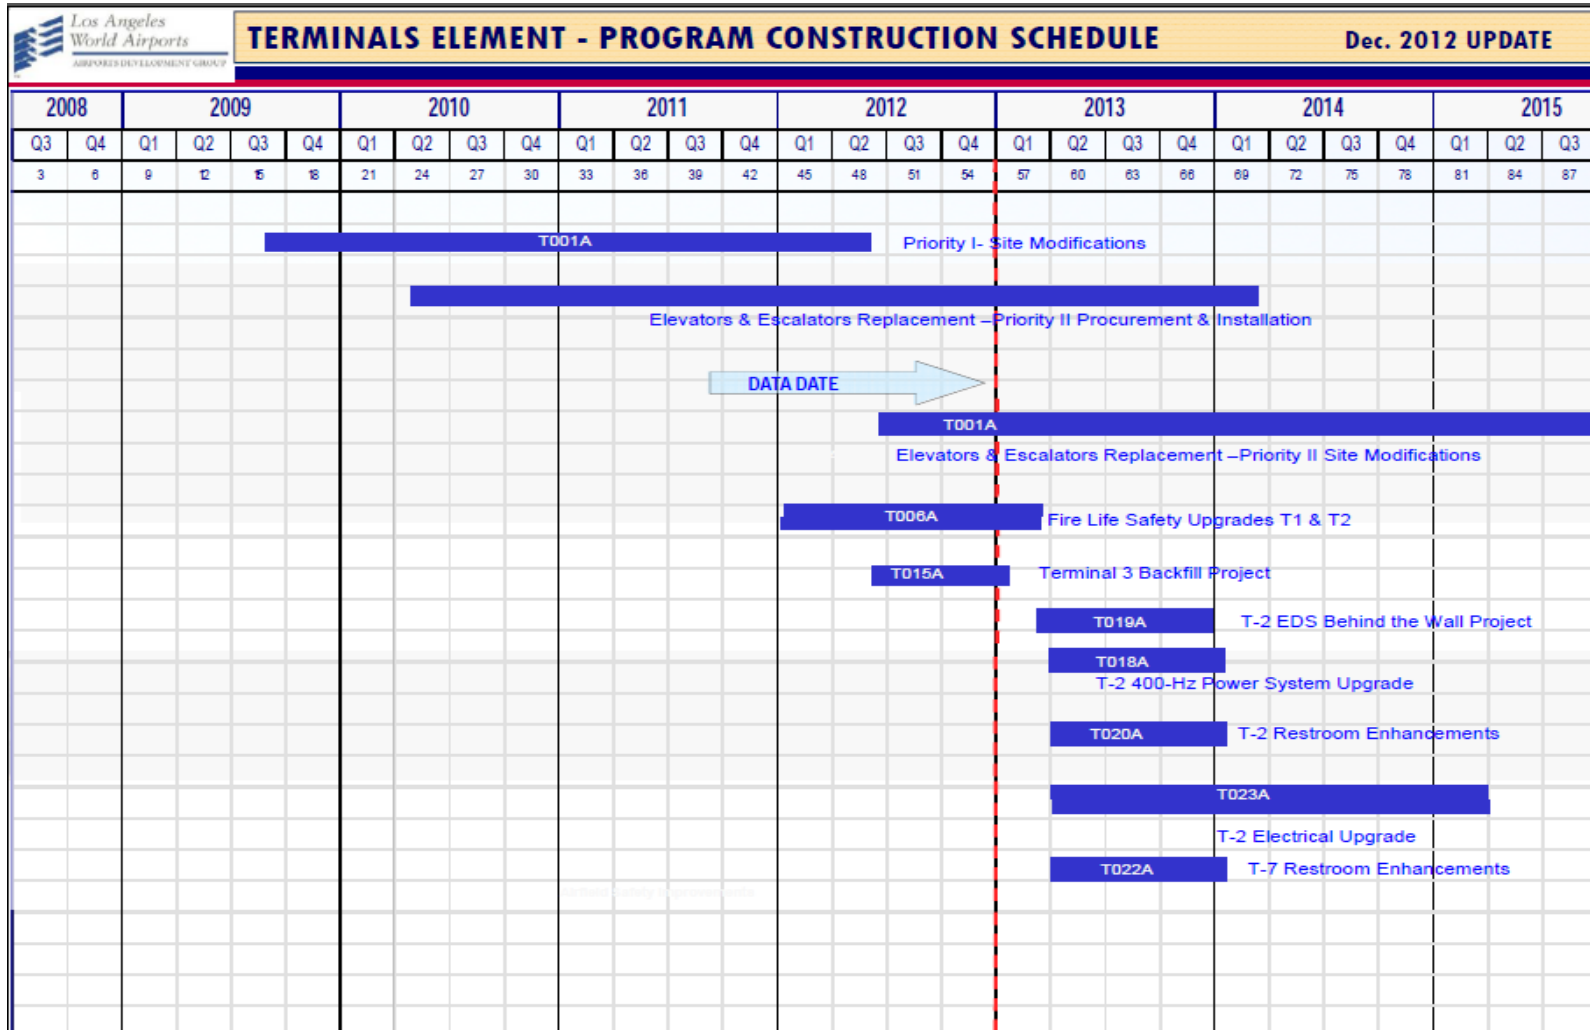 Los Angeles
World Airports
AIRPORTS DEVELOPMENT GROUP
TERMINALS ELEMENT - PROGRAM CONSTRUCTION SCHEDULE
Dec. 2012 UPDATE
2008 2009 2010 2011 2012 2013 2014 2015
Q3 Q4 Q1 Q2 Q3 Q4 Q1 Q2 Q3 Q4 Q1 Q2 Q3 Q4 Q1 Q2 Q3 Q4 Q1 Q2 Q3 Q4 Q1 Q2 Q3 Q4 Q1 Q2 Q3
3 6 9 12 15 18 21 24 27 30 33 36 39 42 45 48 51 54 57 60 63 66 69 72 75 78 81 84 87
T001A Priority I- Site Modifications
Elevators & Escalators Replacement –Priority II Procurement & Installation
DATA DATE
T001A
Elevators & Escalators Replacement –Priority II Site Modifications
T006A Fire Life Safety Upgrades T1 & T2
T015A Terminal 3 Backfill Project
T019A T-2 EDS Behind the Wall Project
T018A
T-2 400-Hz Power System Upgrade
T020A T-2 Restroom Enhancements
T023A
T-2 Electrical Upgrade
T022A T-7 Restroom Enhancements
Airfield Safety Improvements